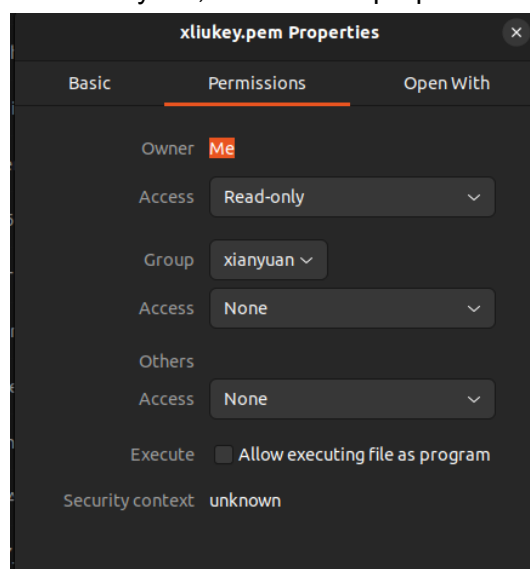 xliukey.pem Properties
Basic Permissions Open With
Owner Me
Access Read-only
Group xianyuan
Access None
Others
Access None
Execute Allow executing file as program
Security context unknown